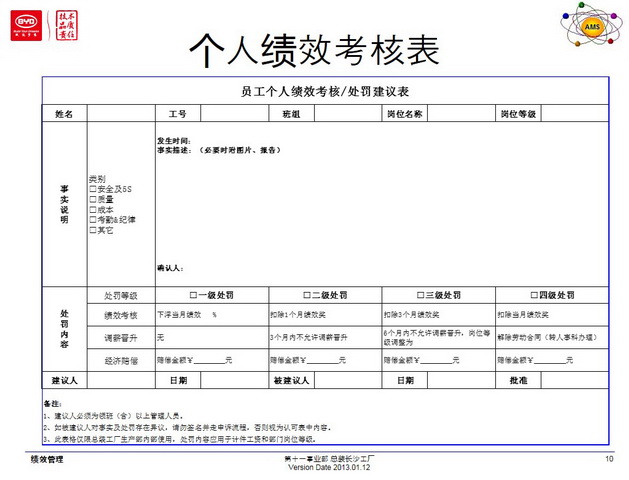 BYD
技术
品质
责任
AMS
个人绩效考核表
员工个人绩效考核/处罚建议表
姓名 工号 班组 岗位名称 岗位等级
事实说明
类别
□安全及5S
□质量
□成本
□考勤&纪律
□其它
发生时间：
事实描述：（必要时附图片、报告）
确认人：
处罚内容
处罚等级 □一级处罚 □二级处罚 □三级处罚 □四级处罚
绩效考核 下浮当月绩效 % 扣除1个月绩效奖 扣除3个月绩效奖 扣除当月绩效奖
调薪晋升 无 3个月内不允许调薪晋升 6个月内不允许调薪晋升，岗位等级调整为 解除劳动合同（转人事科办理）
经济赔偿 赔偿金额￥________元 赔偿金额￥________元 赔偿金额￥________元 赔偿金额￥________元
建议人 日期 被建议人 日期 批准
备注：
1、建议人必须为领班（含）以上管理人员。
2、如被建议人对事实及处罚存在异议，请勿签名并走申诉流程，否则视为认可表中内容。
3、此表格仅限总装工厂生产部内部使用，处罚内容应用于计件工资和部门岗位等级。
绩效管理
第十一事业部 总装长沙工厂
Version Date 2013.01.12
10